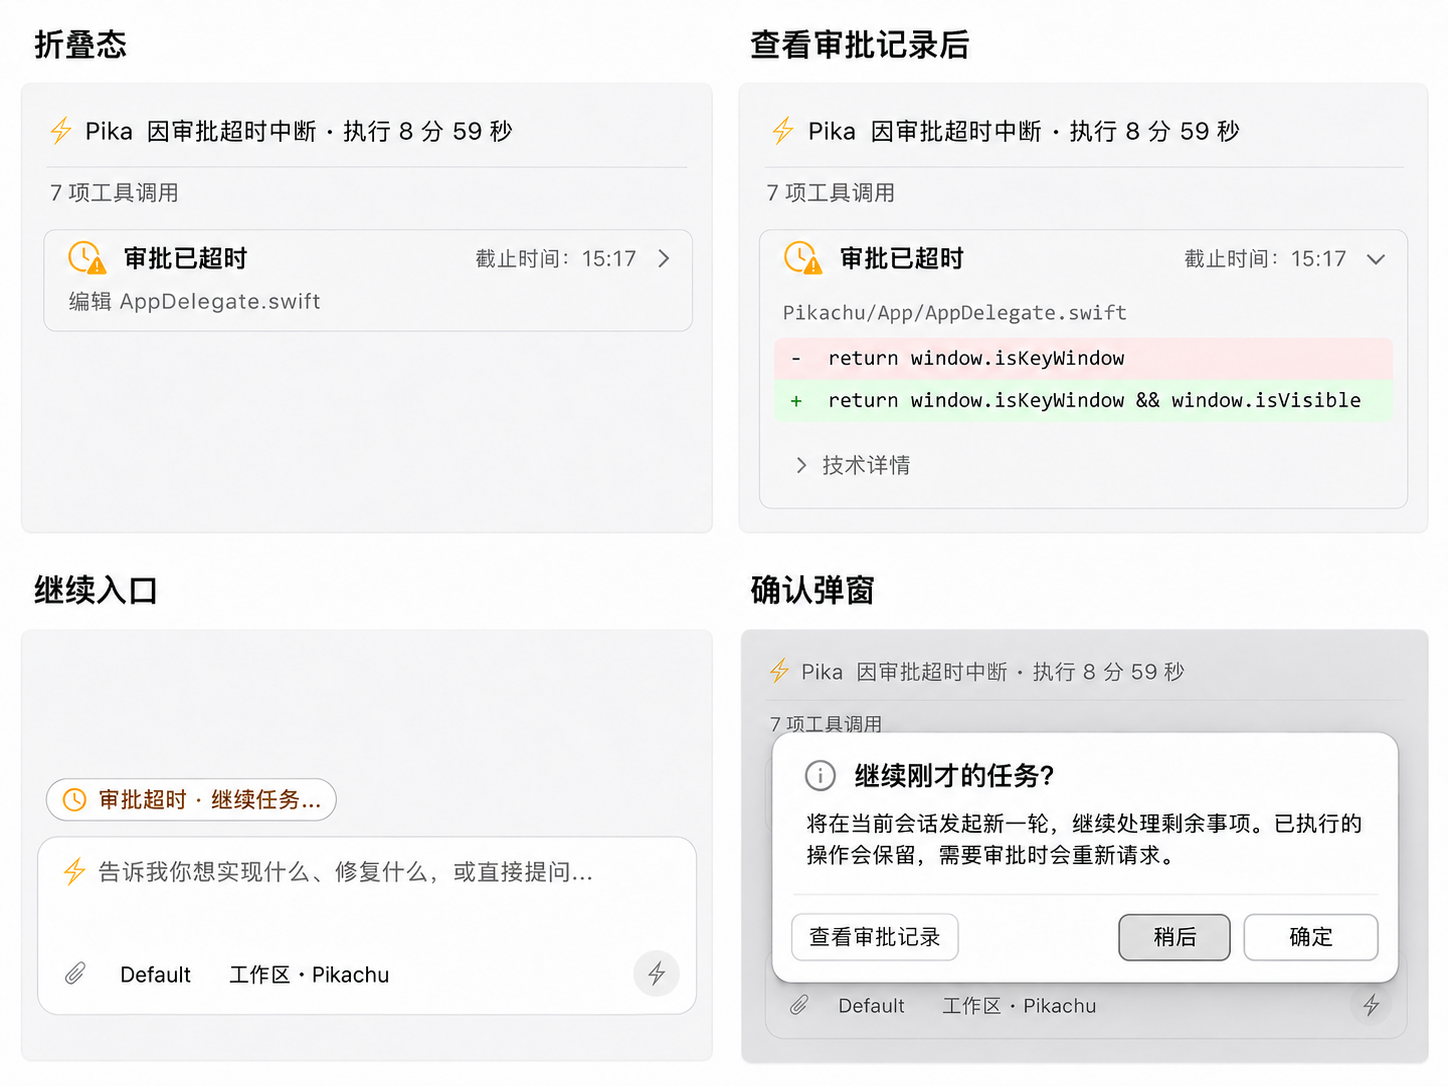 折叠态
Pika 因审批超时中断・执行 8 分 59 秒
7 项工具调用
审批已超时
截止时间：15:17
编辑 AppDelegate.swift
查看审批记录后
Pika 因审批超时中断・执行 8 分 59 秒
7 项工具调用
审批已超时
截止时间：15:17
Pikachu/App/AppDelegate.swift
- return window.isKeyWindow
+ return window.isKeyWindow && window.isVisible
技术详情
继续入口
审批超时 · 继续任务...
告诉我你想实现什么、修复什么，或直接提问...
Default 工作区・Pikachu
确认弹窗
Pika 因审批超时中断・执行 8 分 59 秒
7 项工具调用
继续刚才的任务?
将在当前会话发起新一轮，继续处理剩余事项。已执行的
操作会保留，需要审批时会重新请求。
查看审批记录
稍后
确定
Default 工作区・Pikachu